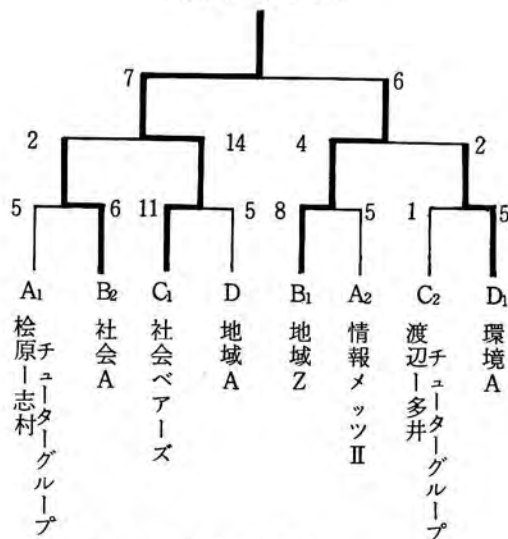 7 6
2 14 4 2
5 6 11 5 8 5 1 5
A₁ B₂ C₁ D B₁ A₂ C₂ D₁
桧原ー志村
チューターグループ
社会A
社会ベアーズ
地域A
地域Z
情報メッツⅡ
渡辺ー多井
チューターグループ
環境A